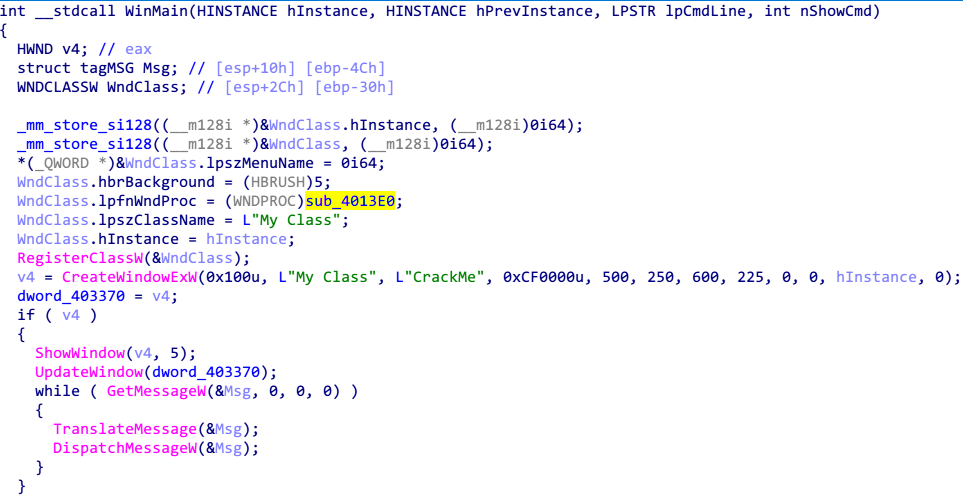 int __stdcall WinMain(HINSTANCE hInstance, HINSTANCE hPrevInstance, LPSTR lpCmdLine, int nShowCmd)
{
  HWND v4; // eax
  struct tagMSG Msg; // [esp+10h] [ebp-4Ch]
  WNDCLASSW WndClass; // [esp+2Ch] [ebp-30h]

  _mm_store_si128((__m128i *)&WndClass.hInstance, (__m128i)0i64);
  _mm_store_si128((__m128i *)&WndClass, (__m128i)0i64);
  *(_QWORD *)&WndClass.lpszMenuName = 0i64;
  WndClass.hbrBackground = (HBRUSH)5;
  WndClass.lpfnWndProc = (WNDPROC)sub_4013E0;
  WndClass.lpszClassName = L"My Class";
  WndClass.hInstance = hInstance;
  RegisterClassW(&WndClass);
  v4 = CreateWindowExW(0x100u, L"My Class", L"CrackMe", 0xCF0000u, 500, 250, 600, 225, 0, 0, hInstance, 0);
  dword_403370 = v4;
  if ( v4 )
  {
    ShowWindow(v4, 5);
    UpdateWindow(dword_403370);
    while ( GetMessageW(&Msg, 0, 0, 0) )
    {
      TranslateMessage(&Msg);
      DispatchMessageW(&Msg);
    }
  }